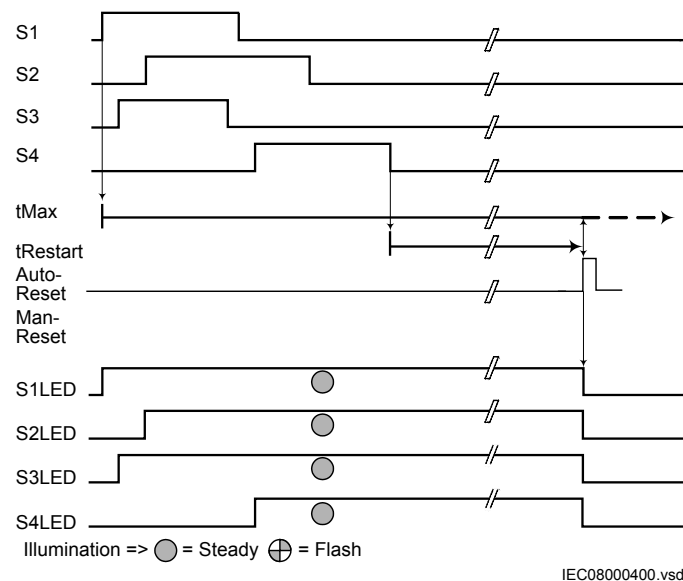 S1
S2
S3
S4
tMax
tRestart
Auto-
Reset
Man-
Reset
S1LED
S2LED
S3LED
S4LED
Illumination => = Steady = Flash
IEC08000400.vsd